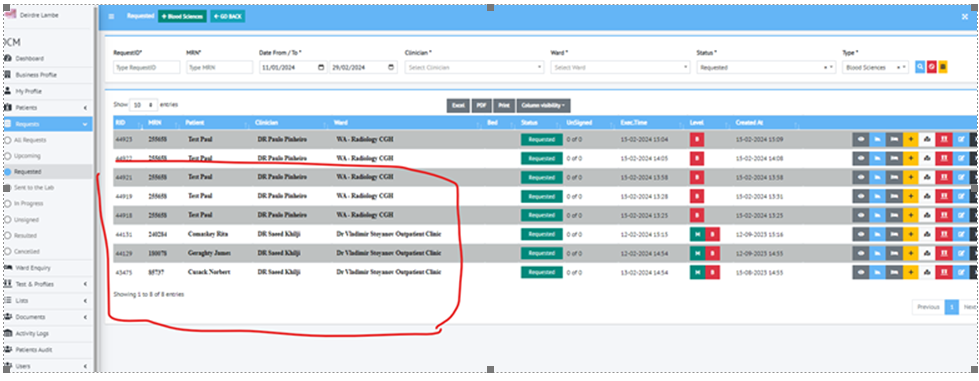 Deirdre Lambe
Requested + Blood Sciences GO BACK
OCM
Dashboard
Business Profile
My Profile
Patients
Requests
All Requests
Upcoming
Requested
Sent to the Lab
In Progress
Unsigned
Resulted
Cancelled
Ward Enquiry
Test & Profiles
Lists
Documents
Activity Logs
Patients Audit
Users
RequestID* MRN* Date From / To * Clinician * Ward * Status * Type *
Type RequestID Type MRN 11/01/2024 29/02/2024 Select Clinician Select Ward Requested Blood Sciences
Show 10 entries Excel PDF Print Column visibility
RID MRN Patient Clinician Ward Bed Status UnSigned Exec.Time Level Created At
44923 255658 Test Paul DR Paulo Pinheiro WA - Radiology CGH Requested 0 of 0 15-02-2024 15:04 15-02-2024 15:09
44922 255658 Test Paul DR Paulo Pinheiro WA - Radiology CGH Requested 0 of 0 15-02-2024 14:05 15-02-2024 14:08
44921 255658 Test Paul DR Paulo Pinheiro WA - Radiology CGH Requested 0 of 0 15-02-2024 13:58 15-02-2024 13:58
44919 255658 Test Paul DR Paulo Pinheiro WA - Radiology CGH Requested 0 of 0 15-02-2024 13:28 15-02-2024 13:31
44918 255658 Test Paul DR Paulo Pinheiro WA - Radiology CGH Requested 0 of 0 15-02-2024 13:25 15-02-2024 13:25
44131 240284 Comaskey Rita DR Saeed Khilji Dr Vladimir Stoyanov Outpatient Clinic Requested 0 of 0 12-02-2024 15:15 12-09-2023 15:16
44129 180078 Geraghty James DR Saeed Khilji Dr Vladimir Stoyanov Outpatient Clinic Requested 0 of 0 12-02-2024 14:54 12-09-2023 14:55
43475 85737 Cusack Norbert DR Saeed Khilji Dr Vladimir Stoyanov Outpatient Clinic Requested 0 of 0 13-02-2024 14:54 15-08-2023 14:55
Showing 1 to 8 of 8 entries
Previous 1 Next